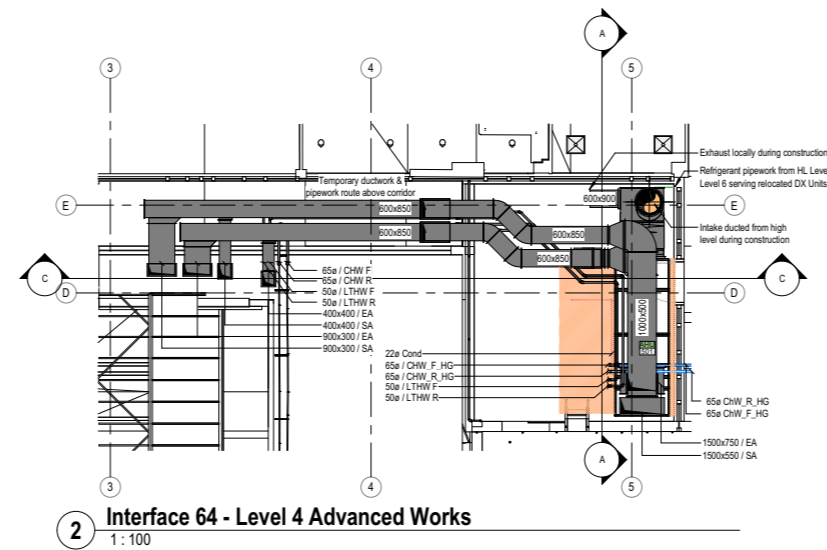 A
3
4
5
Exhaust locally during construction
Refrigerant pipework from HL Leve
Level 6 serving relocated DX Units
Temporary ductwork &
pipework route above corridor
600x900
E
600x850
E
600x850
600x850
Intake ducted from high
level during construction
600x850
C
C
65ø / CHW F
65ø / CHW R
50ø / LTHW F
50ø / LTHW R
400x400 / EA
400x400 / SA
900x300 / EA
900x300 / SA
D
D
1000x500
22ø Cond
65ø / CHW_F_HG
65ø / CHW_R_HG
50ø / LTHW F
50ø / LTHW R
65ø ChW_R_HG
65ø ChW_F_HG
1500x750 / EA
1500x550 / SA
A
3
4
5
2
Interface 64 - Level 4 Advanced Works
1 : 100